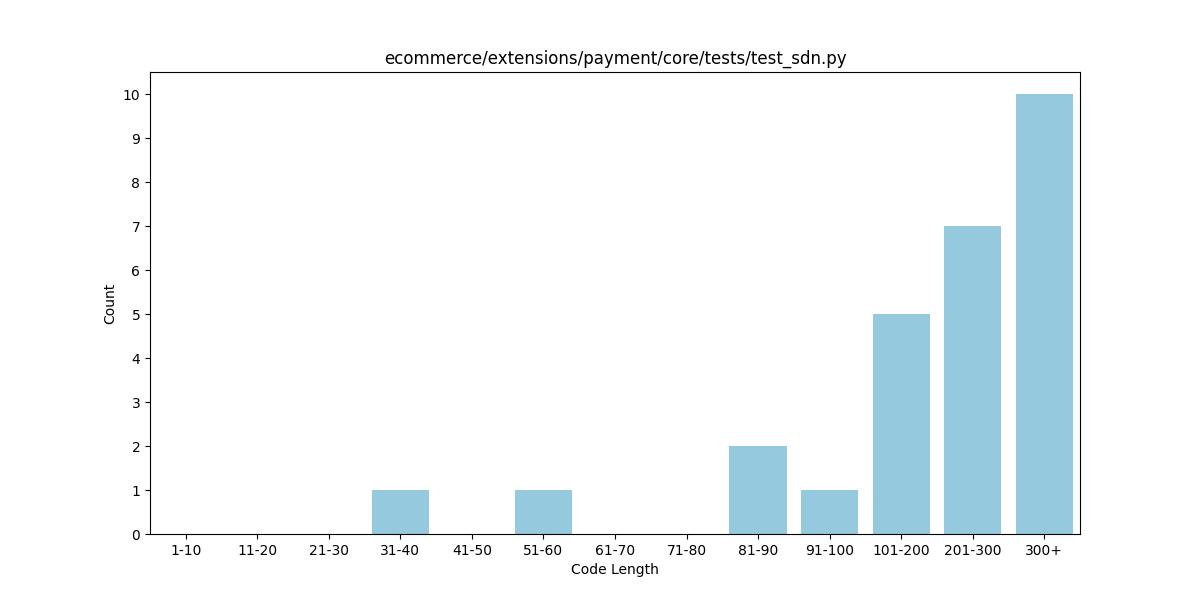 ecommerce/extensions/payment/core/tests/test_sdn.py
10
9
8
7
6
5
4
3
2
1
0
Count
1-10 11-20 21-30 31-40 41-50 51-60 61-70 71-80 81-90 91-100 101-200 201-300 300+
Code Length